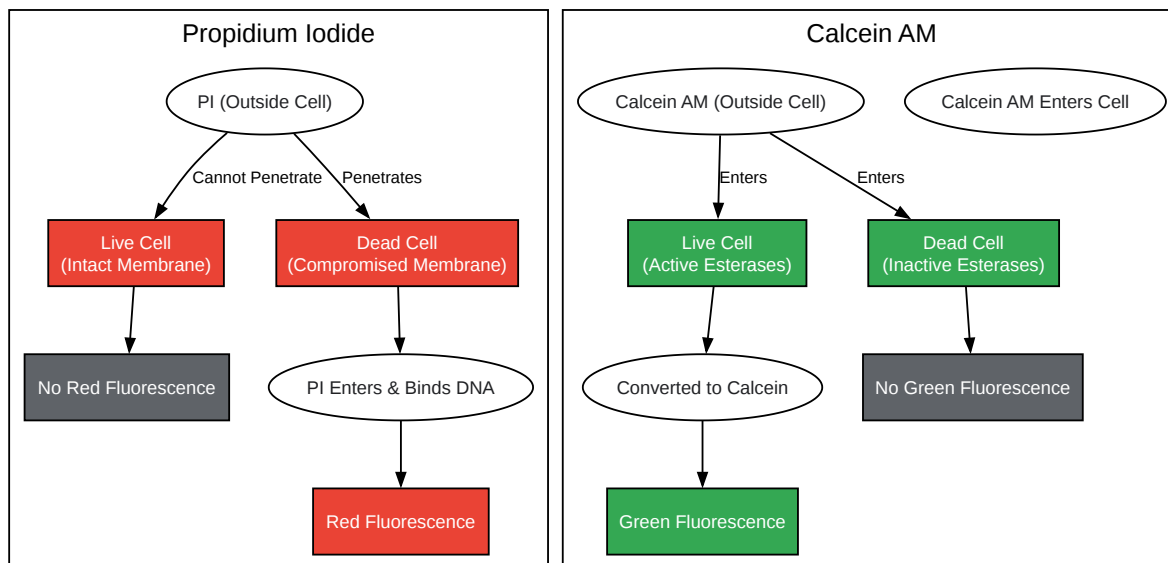 Propidium Iodide
PI (Outside Cell)
Cannot Penetrate
Penetrates
Live Cell
(Intact Membrane)
Dead Cell
(Compromised Membrane)
No Red Fluorescence
PI Enters & Binds DNA
Red Fluorescence
Calcein AM
Calcein AM (Outside Cell)
Calcein AM Enters Cell
Enters
Enters
Live Cell
(Active Esterases)
Dead Cell
(Inactive Esterases)
Converted to Calcein
No Green Fluorescence
Green Fluorescence